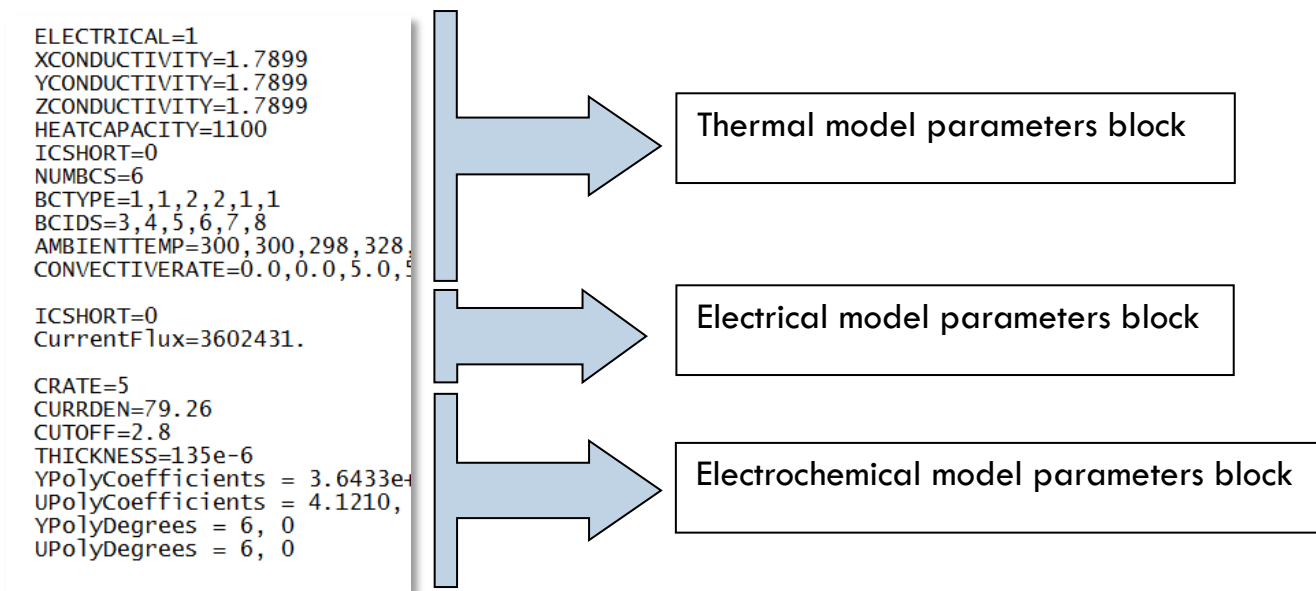 ELECTRICAL=1
XCONDUCTIVITY=1.7899
YCONDUCTIVITY=1.7899
ZCONDUCTIVITY=1.7899
HEATCAPACITY=1100
ICSHORT=0
NUMBCS=6
BCTYPE=1,1,2,2,1,1
BCIDS=3,4,5,6,7,8
AMBIENTTEMP=300,300,298,328,
CONVECTIVERATE=0.0,0.0,5.0,
ICSHORT=0
CurrentFlux=3602431.
CRATE=5
CURRDEN=79.26
CUTOFF=2.8
THICKNESS=135e-6
YPolyCoefficients = 3.6433e
UPolyCoefficients = 4.1210,
YPolyDegrees = 6, 0
UPolyDegrees = 6, 0
Thermal model parameters block
Electrical model parameters block
Electrochemical model parameters block